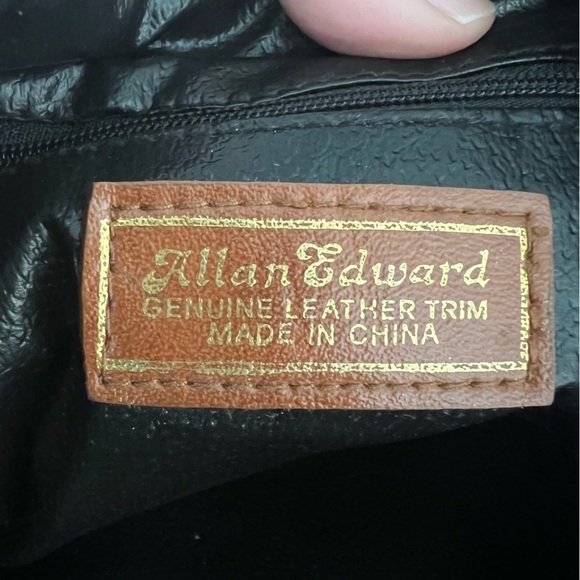 Allan Edward
GENUINE LEATHER TRIM
MADE IN CHINA